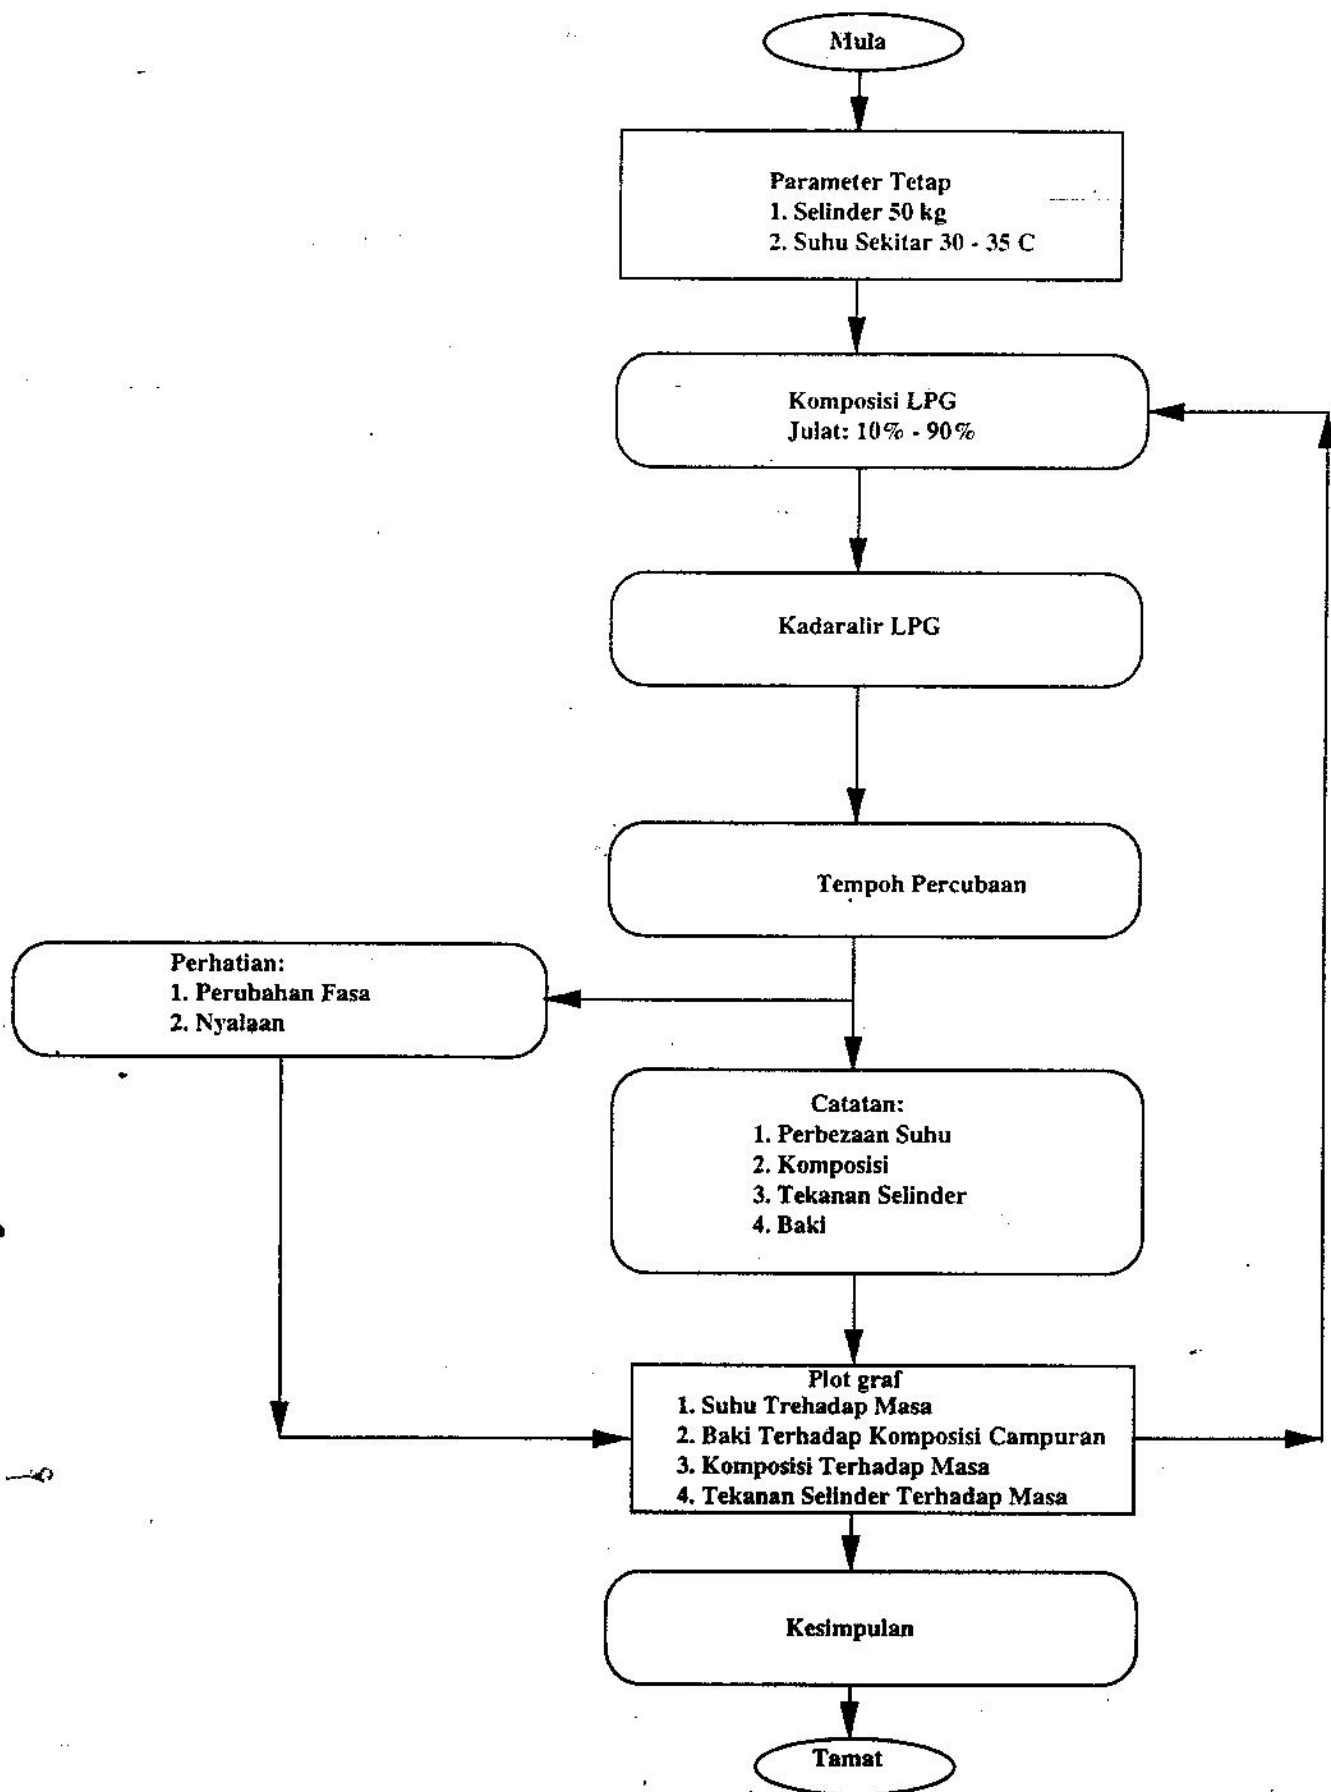 Mula
Parameter Tetap
1. Selinder 50 kg
2. Suhu Sekitar 30 - 35 C
Komposisi LPG
Julat: 10% - 90%
Kadaralir LPG
Tempoh Percubaan
Perhatian:
1. Perubahan Fasa
2. Nyalaan
Catatan:
1. Perbezaan Suhu
2. Komposisi
3. Tekanan Selinder
4. Baki
Plot graf
1. Suhu Trehadap Masa
2. Baki Terhadap Komposisi Campuran
3. Komposisi Terhadap Masa
4. Tekanan Selinder Terhadap Masa
Kesimpulan
Tamat